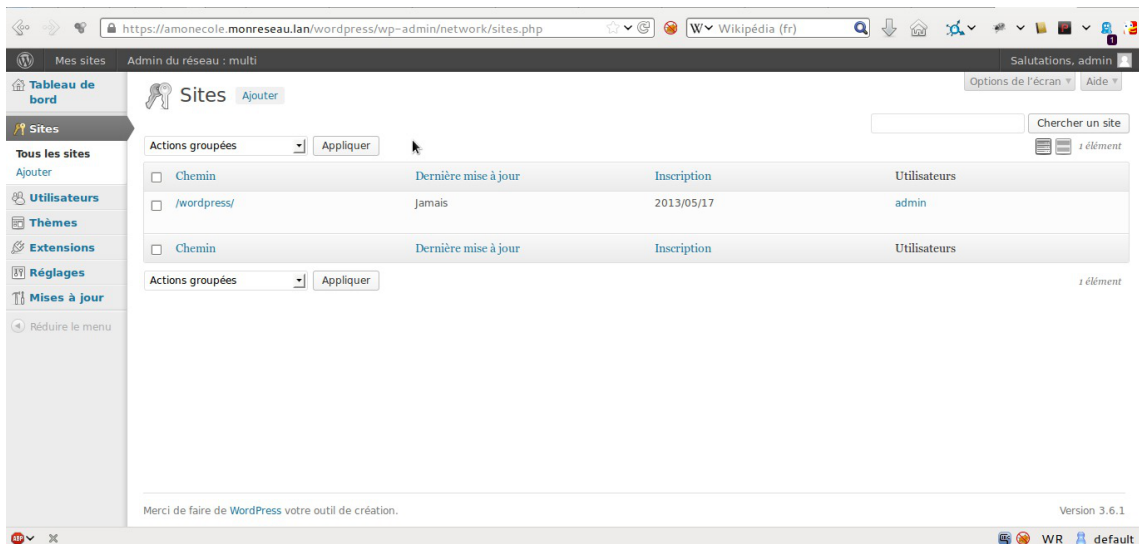 https://amonecole.monreseau.lan/wordpress/wp-admin/network/sites.php
W Wikipédia (fr)
1
Mes sites Admin du réseau : multi Salutations, admin
Tableau de bord
Options de l'écran Aide
Sites Ajouter
Sites
Chercher un site
Tous les sites
Ajouter
Actions groupées Appliquer 1 élément
Chemin Dernière mise à jour Inscription Utilisateurs
Utilisateurs
/wordpress/ Jamais 2013/05/17 admin
Thèmes
Extensions
Chemin Dernière mise à jour Inscription Utilisateurs
Réglages
Actions groupées Appliquer 1 élément
Mises à jour
Réduire le menu
Merci de faire de WordPress votre outil de création. Version 3.6.1
ABP WR default